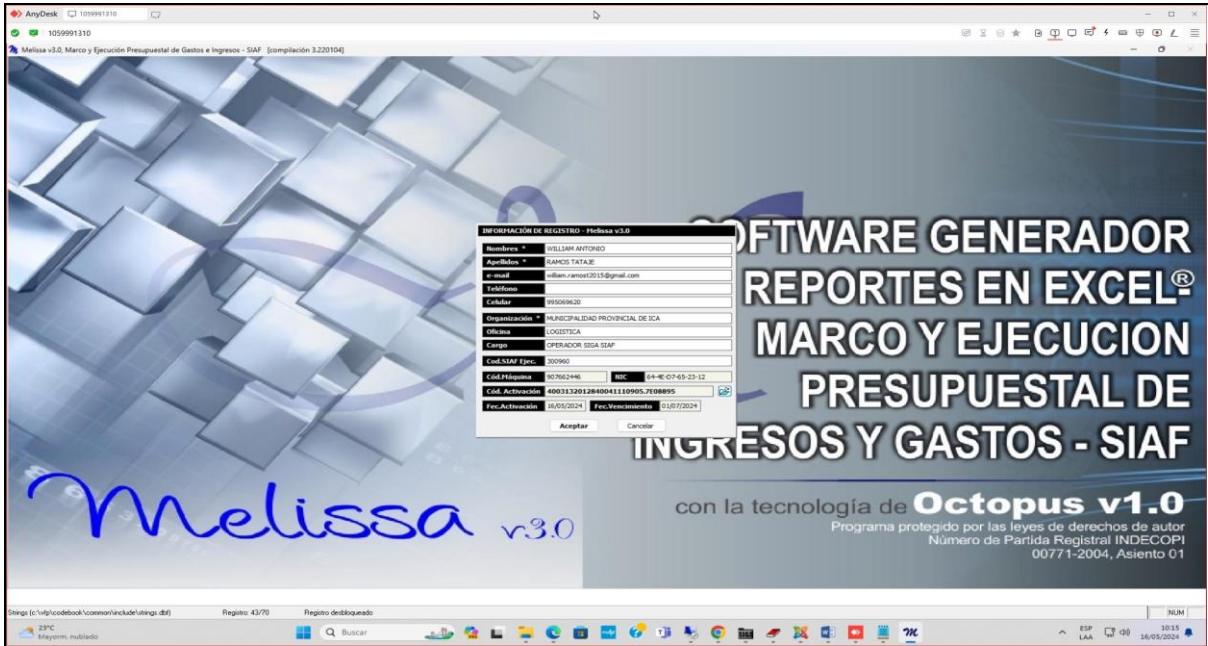 AnyDesk 1059991310
1059991310
Melissa v3.0, Marco y Ejecución Presupuestal de Gastos e Ingresos - SIAF [compilación 3.220104]
INFORMACIÓN DE REGISTRO - Melissa v3.0
Nombres * WILLIAM ANTONIO
Apellidos * RAMOS TATAJE
e-mail william.ramost2015@gmail.com
Teléfono
Celular 995069620
Organización * MUNICIPALIDAD PROVINCIAL DE ICA
Oficina LOGISTICA
Cargo OPERADOR SIGA SIAF
Cod.SIAF Ejec. 300960
Cód.Máquina 907662446 NIC 64-4E-D7-65-23-12
Cód. Activación 4003132012840041110905.7E08895
Fec.Activación 16/05/2024 Fec.Vencimiento 01/07/2024
Aceptar Cancelar
OFTWARE GENERADOR
REPORTES EN EXCEL®
MARCO Y EJECUCION
PRESUPUESTAL DE
INGRESOS Y GASTOS - SIAF
Melissa v3.0
con la tecnología de Octopus v1.0
Programa protegido por las leyes de derechos de autor
Número de Partida Registral INDECOPI
00771-2004, Asiento 01
Strings (c:\vfp\codebook\common\include\strings.dbf) Registro: 43/70 Registro desbloqueado NUM
23°C
Mayorm. nublado
Buscar
ESP
LAA
10:15
16/05/2024